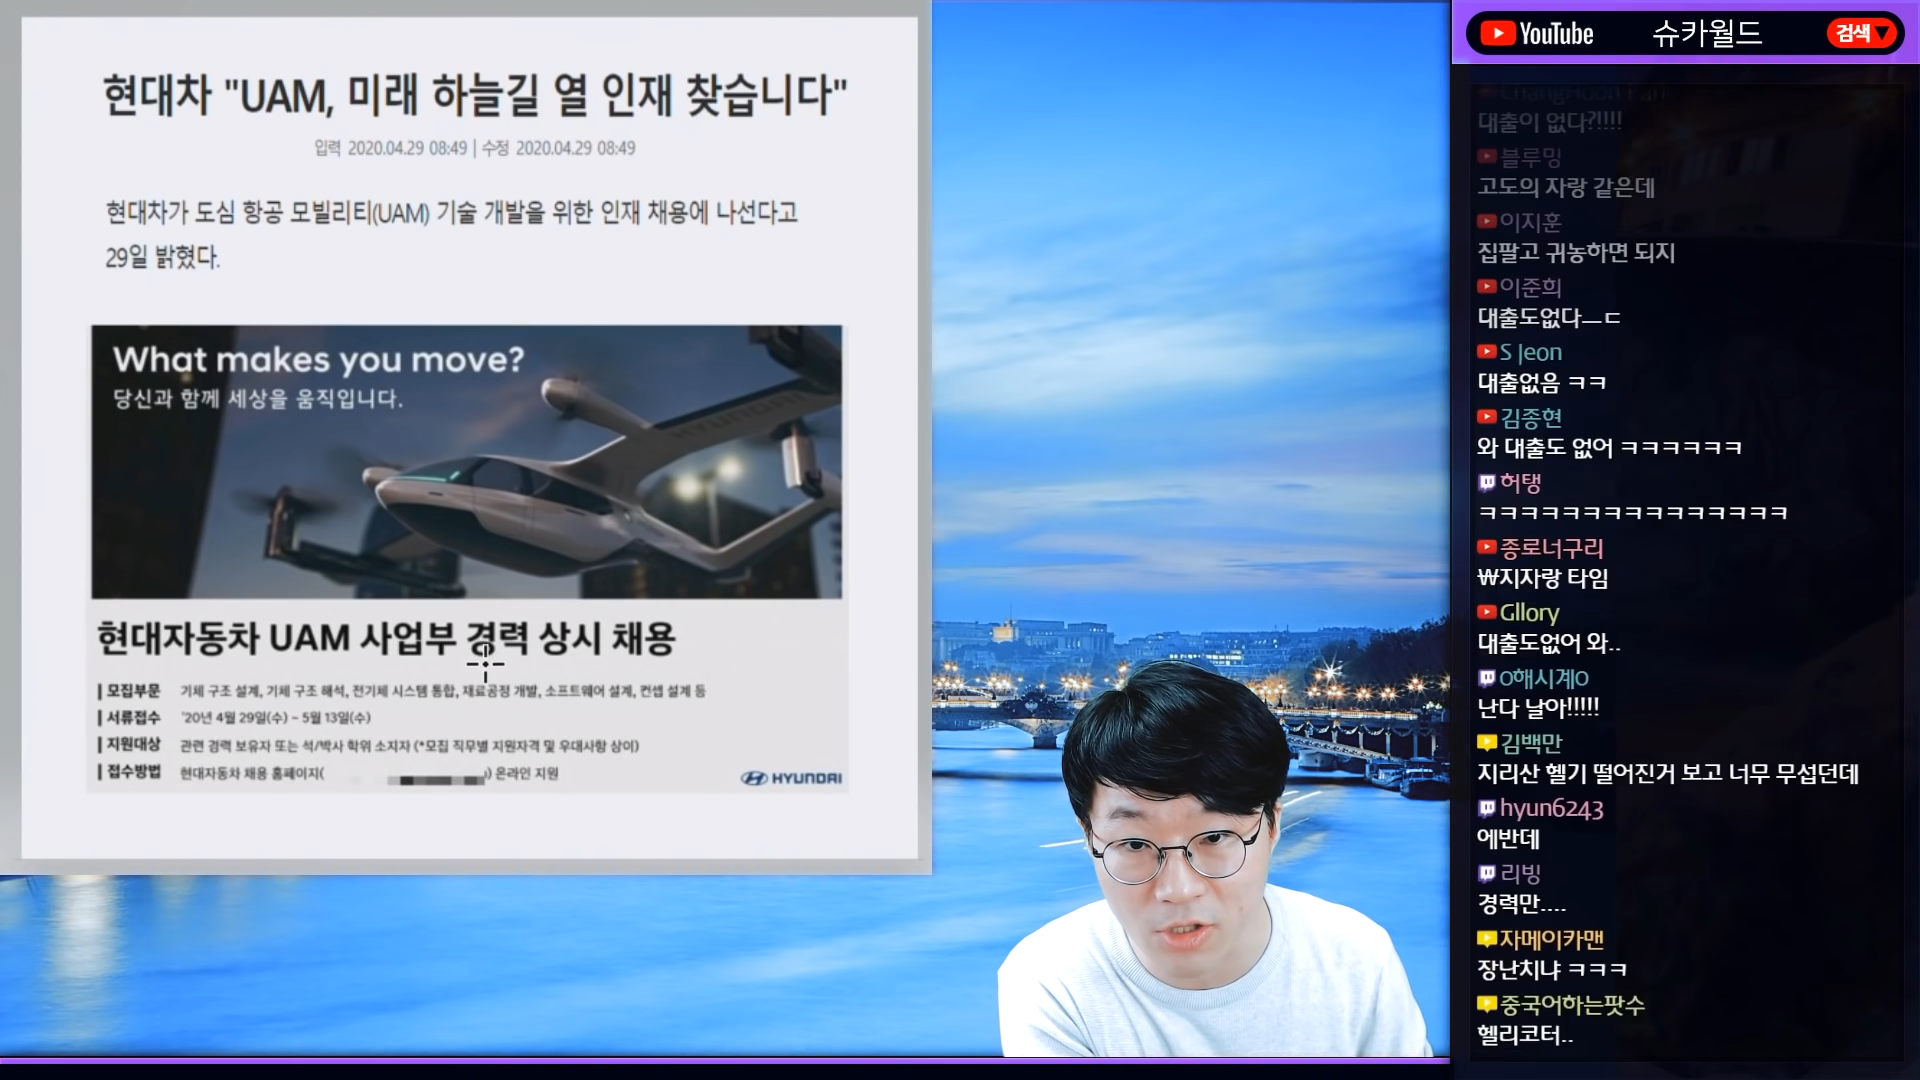 현대차 "UAM, 미래 하늘길 열 인재 찾습니다"
입력 2020.04.29 08:49 | 수정 2020.04.29 08:49
현대차가 도심 항공 모빌리티(UAM) 기술 개발을 위한 인재 채용에 나선다고
29일 밝혔다.
What makes you move?
당신과 함께 세상을 움직입니다.
HYUNDAI
현대자동차 UAM 사업부 경력 상시 채용
모집부문 기체 구조 설계, 기체 구조 해석, 전기체 시스템 통합, 재료공정 개발, 소프트웨어 설계, 컨셉 설계 등
서류접수 '20년 4월 29일(수) ~ 5월 13일(수)
지원대상 관련 경력 보유자 또는 석/박사 학위 소지자 (*모집 직무별 지원자격 및 우대사항 상이)
접수방법 현대자동차 채용 홈페이지( ) 온라인 지원
HYUNDAI
YouTube 슈카월드 검색▼
대출이 없다?!!!!
블루밍
고도의 자랑 같은데
이지훈
집팔고 귀농하면 되지
이준희
대출도없다ㅡㄷ
S Jeon
대출없음 ㅋㅋ
김종현
와 대출도 없어 ㅋㅋㅋㅋㅋㅋ
허탱
ㅋㅋㅋㅋㅋㅋㅋㅋㅋㅋㅋㅋㅋㅋㅋ
종로너구리
₩지자랑 타임
Gllory
대출도없어 와..
o해시계o
난다 날아!!!!!
김백만
지리산 헬기 떨어진거 보고 너무 무섭던데
hyun6243
에반데
리빙
경력만....
자메이카맨
장난치냐 ㅋㅋㅋ
중국어하는팟수
헬리코터..